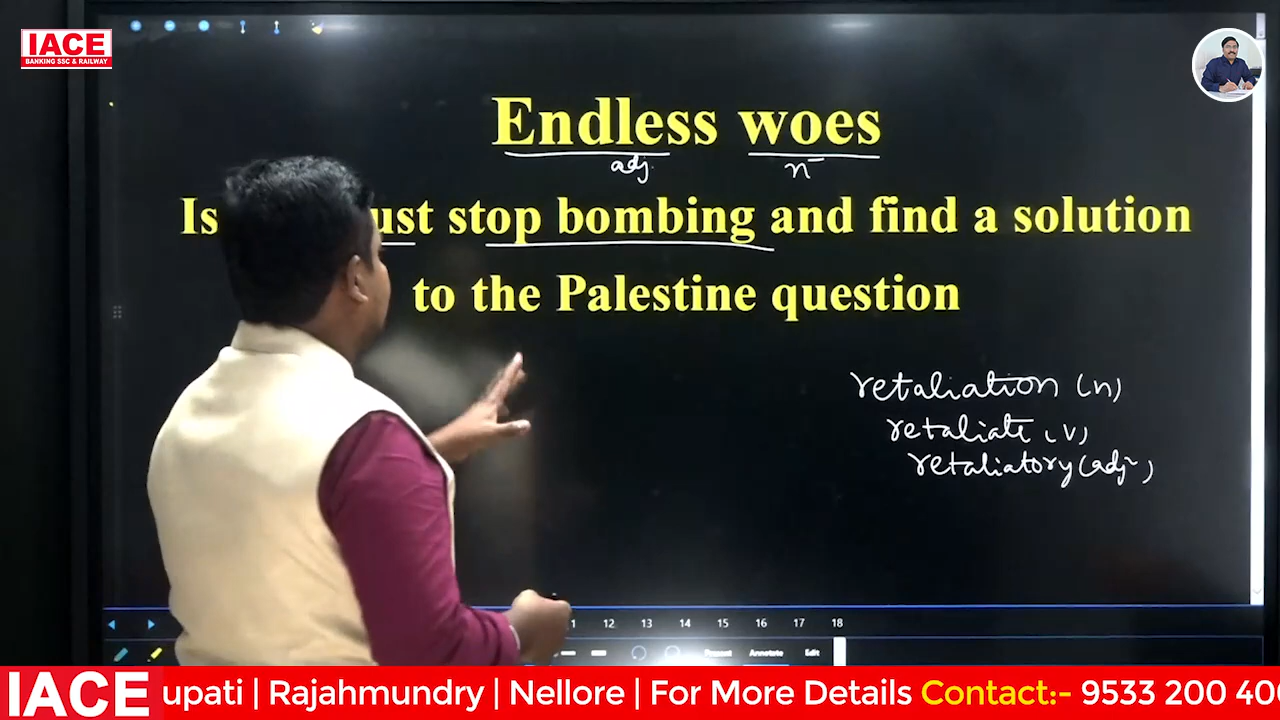 IACE
BANKING SSC & RAILWAY
Endless woes
adj.
n
Is ust stop bombing and find a solution
to the Palestine question
retaliation (n)
retaliate (v)
retaliatory (adj)
12 13 14 15 16 17 18
Present Annotate Edit
IACE upati | Rajahmundry | Nellore | For More Details Contact:- 9533 200 40